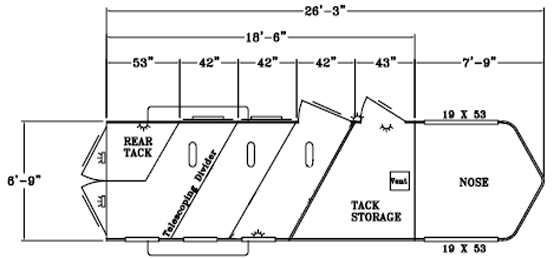 26'-3"
18'-6"
53" 42" 42" 42" 43" 7'-9"
19 X 53
REAR
TACK
6'-9"
Telescoping Divider
Vent
NOSE
TACK
STORAGE
19 X 53